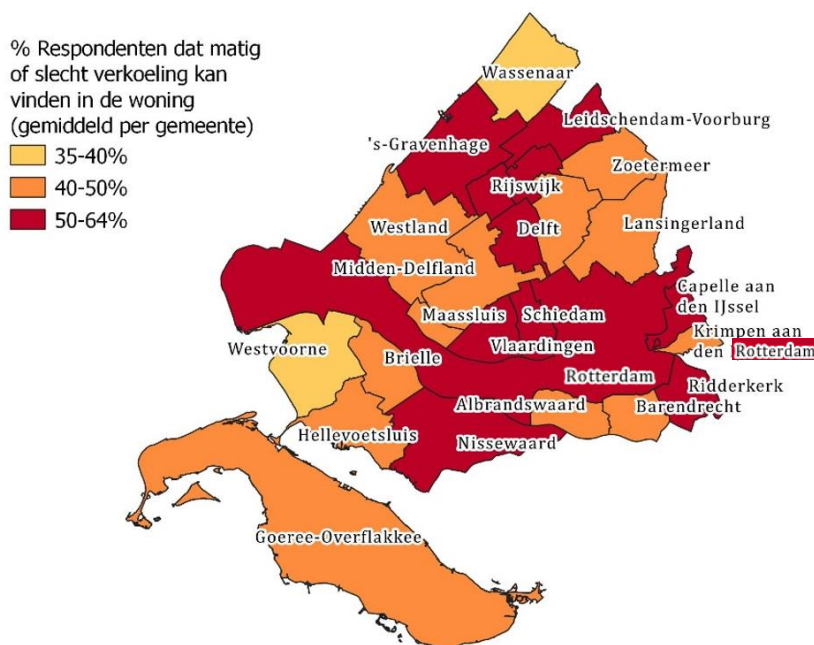 % Respondenten dat matig
of slecht verkoeling kan
vinden in de woning
(gemiddeld per gemeente)
35-40%
40-50%
50-64%
Wassenaar
Leidschendam-Voorburg
's-Gravenhage
Zoetermeer
Rijswijk
Westland
Delft
Lansingerland
Midden-Delfland
Capelle aan
den IJssel
Maassluis
Schiedam
Krimpen aan
den Rotterdam
Westvoorne
Brielle
Vlaardingen
Rotterdam
Ridderkerk
Albrandswaard
Barendrecht
Hellevoetsluis
Nissewaard
Goeree-Overflakkee